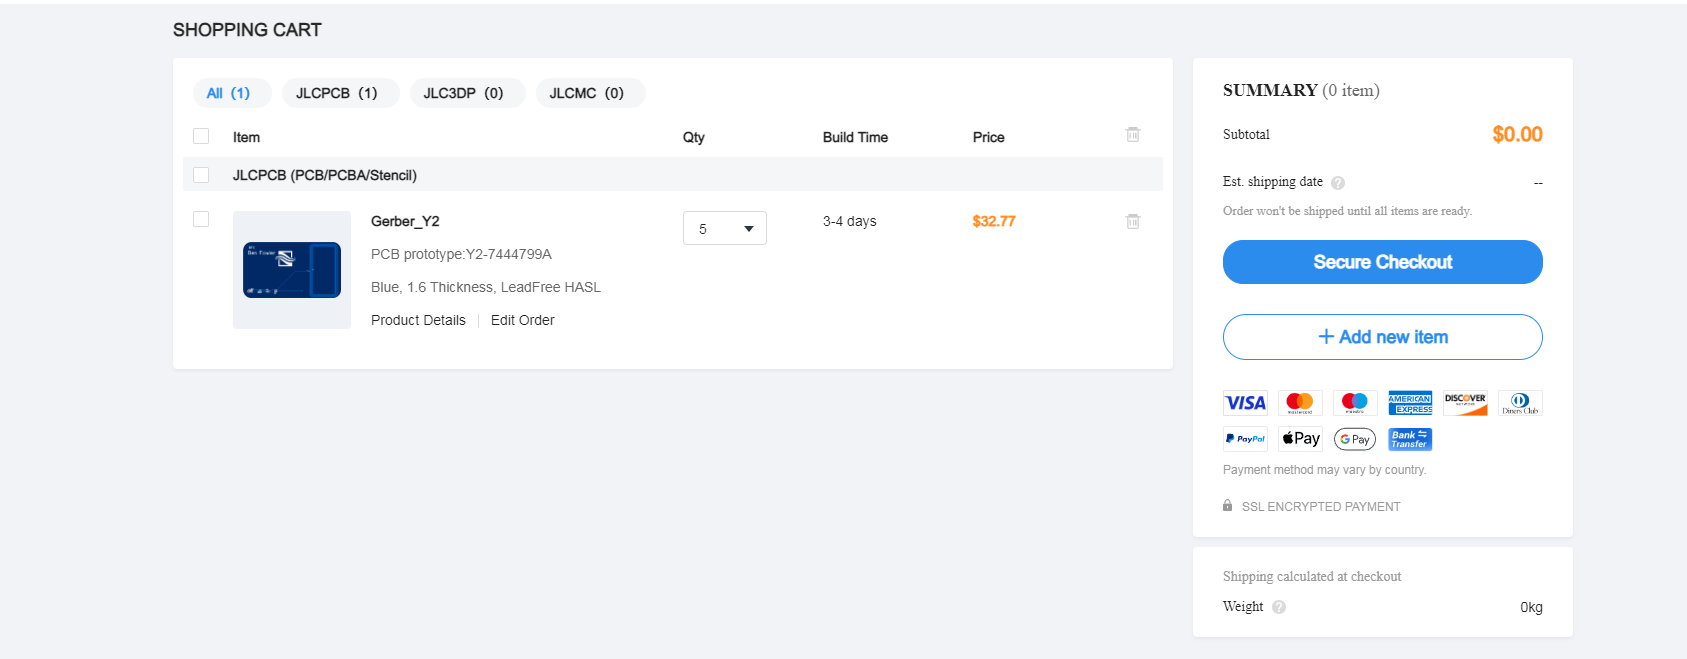 SHOPPING CART
All (1) JLCPCB (1) JLC3DP (0) JLCMC (0)
Item Qty Build Time Price
JLCPCB (PCB/PCBA/Stencil)
Gerber_Y2 5 3-4 days $32.77
PCB prototype:Y2-7444799A
Blue, 1.6 Thickness, LeadFree HASL
Product Details | Edit Order
SUMMARY (0 item)
Subtotal $0.00
Est. shipping date ? --
Order won't be shipped until all items are ready.
Secure Checkout
+ Add new item
VISA mastercard maestro AMERICAN EXPRESS DISCOVER NETWORK Diners Club
PayPal Pay G Pay Bank Transfer
Payment method may vary by country.
SSL ENCRYPTED PAYMENT
Shipping calculated at checkout
Weight ? 0kg